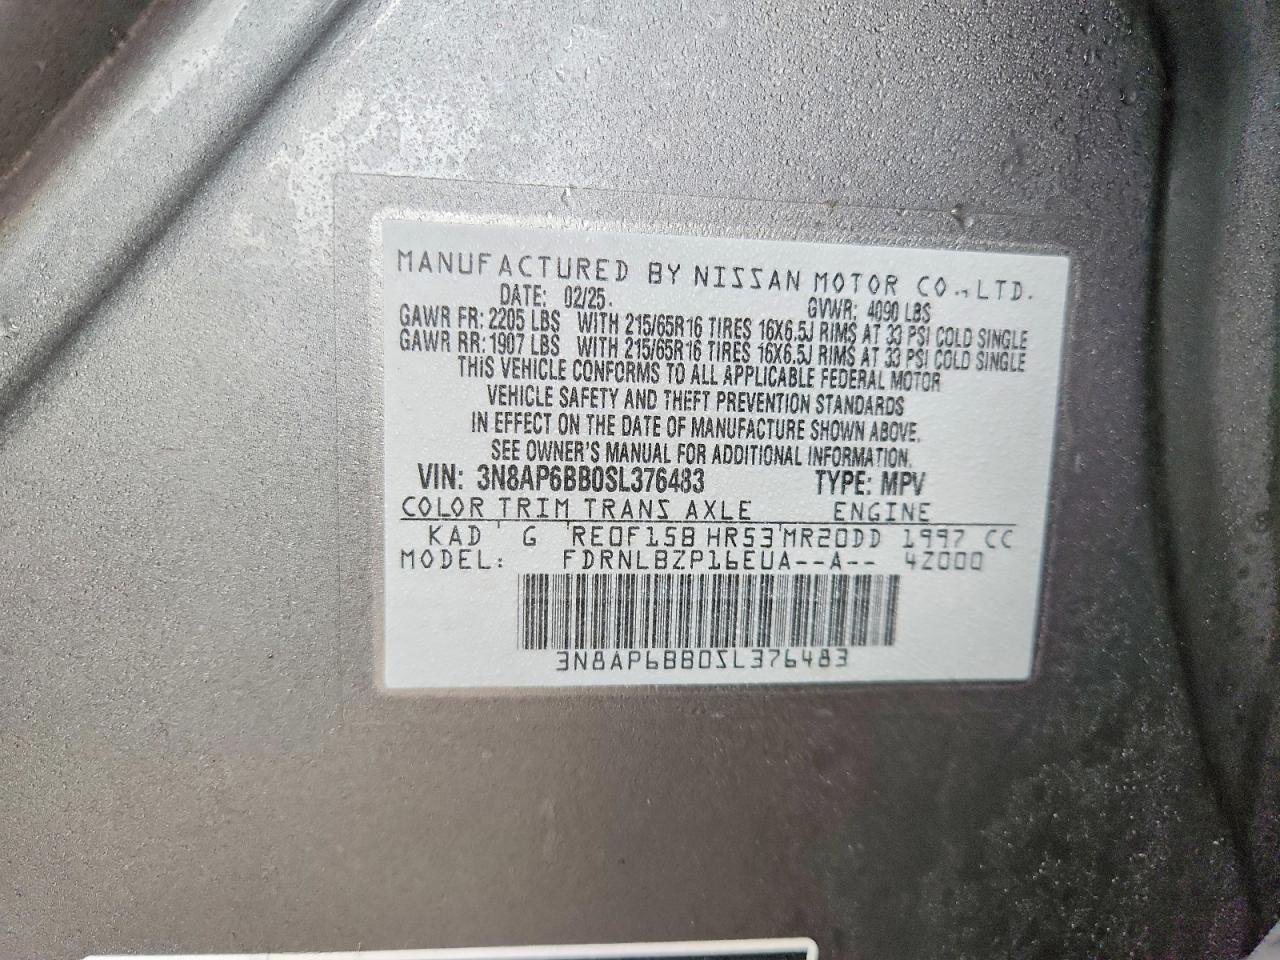 MANUFACTURED BY NISSAN MOTOR CO.,LTD.
DATE: 02/25. GVWR: 4090 LBS
GAWR FR: 2205 LBS WITH 215/65R16 TIRES 16X6.5J RIMS AT 33 PSI COLD SINGLE
GAWR RR: 1907 LBS WITH 215/65R16 TIRES 16X6.5J RIMS AT 33 PSI COLD SINGLE
THIS VEHICLE CONFORMS TO ALL APPLICABLE FEDERAL MOTOR
VEHICLE SAFETY AND THEFT PREVENTION STANDARDS
IN EFFECT ON THE DATE OF MANUFACTURE SHOWN ABOVE.
SEE OWNER'S MANUAL FOR ADDITIONAL INFORMATION.
VIN: 3N8AP6BB0SL376483 TYPE: MPV
COLOR TRIM TRANS AXLE ENGINE
KAD G RE0F15B HR53 MR20DD 1997 CC
MODEL: FDRNLBZP16EUA--A-- 4Z000
3N8AP6BB0SL376483